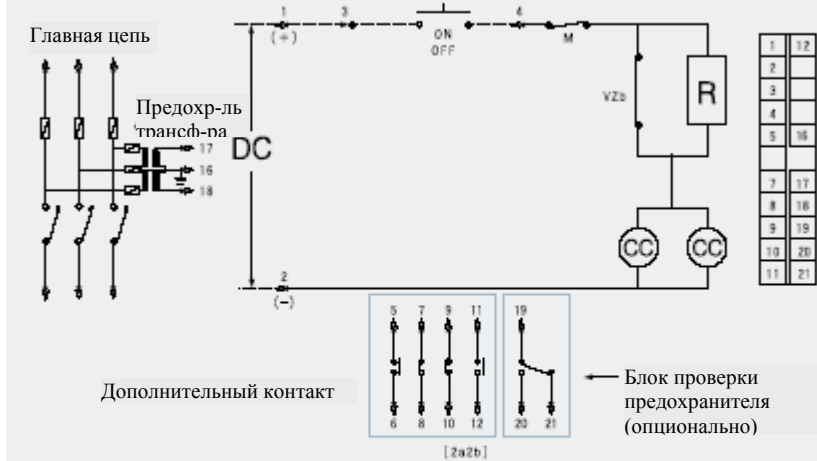 Главная цепь
1
3
4
(+)
ON
OFF
M
Предохр-ль
трансф-ра
17
16
18
DC
VZb
R
CC CC
2
(−)
1 12
2
3
4
5 16
7 17
8 18
9 19
10 20
11 21
5 7 9 11 19
6 8 10 12 20 21
Дополнительный контакт
Блок проверки
предохранителя
(опционально)
[2a2b]